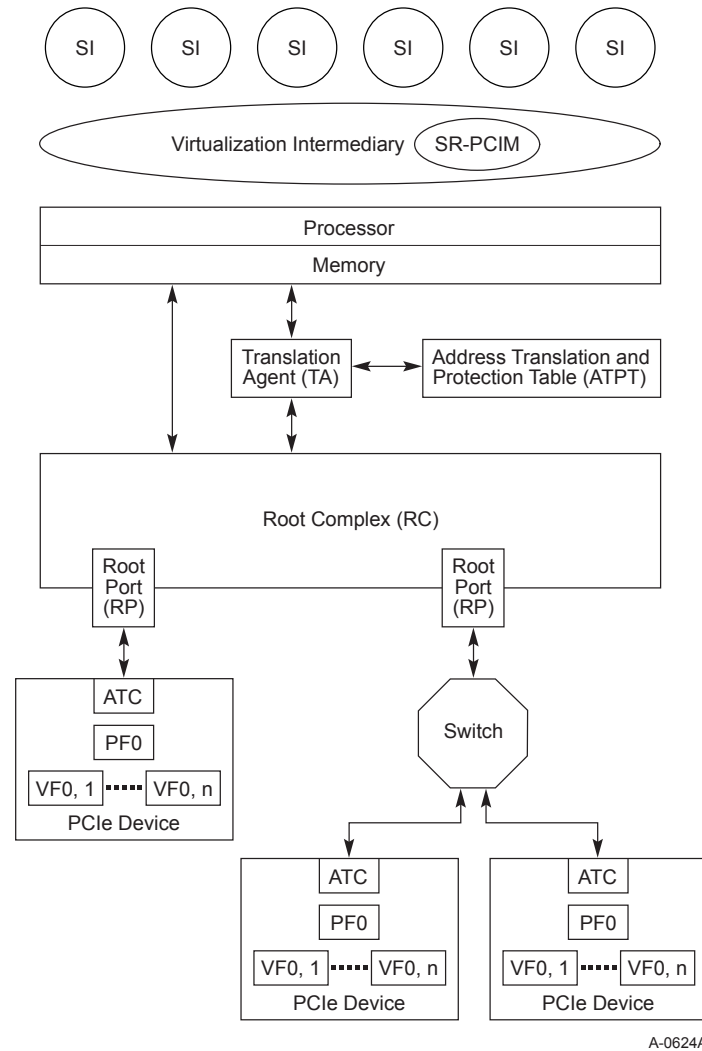 SI SI SI SI SI SI
Virtualization Intermediary SR-PCIM
Processor
Memory
Translation
Agent (TA)
Address Translation and
Protection Table (ATPT)
Root Complex (RC)
Root
Port
(RP)
Root
Port
(RP)
ATC
PF0
VF0, 1 VF0, n
PCIe Device
Switch
ATC
PF0
VF0, 1 VF0, n
PCIe Device
ATC
PF0
VF0, 1 VF0, n
PCIe Device
A-0624A